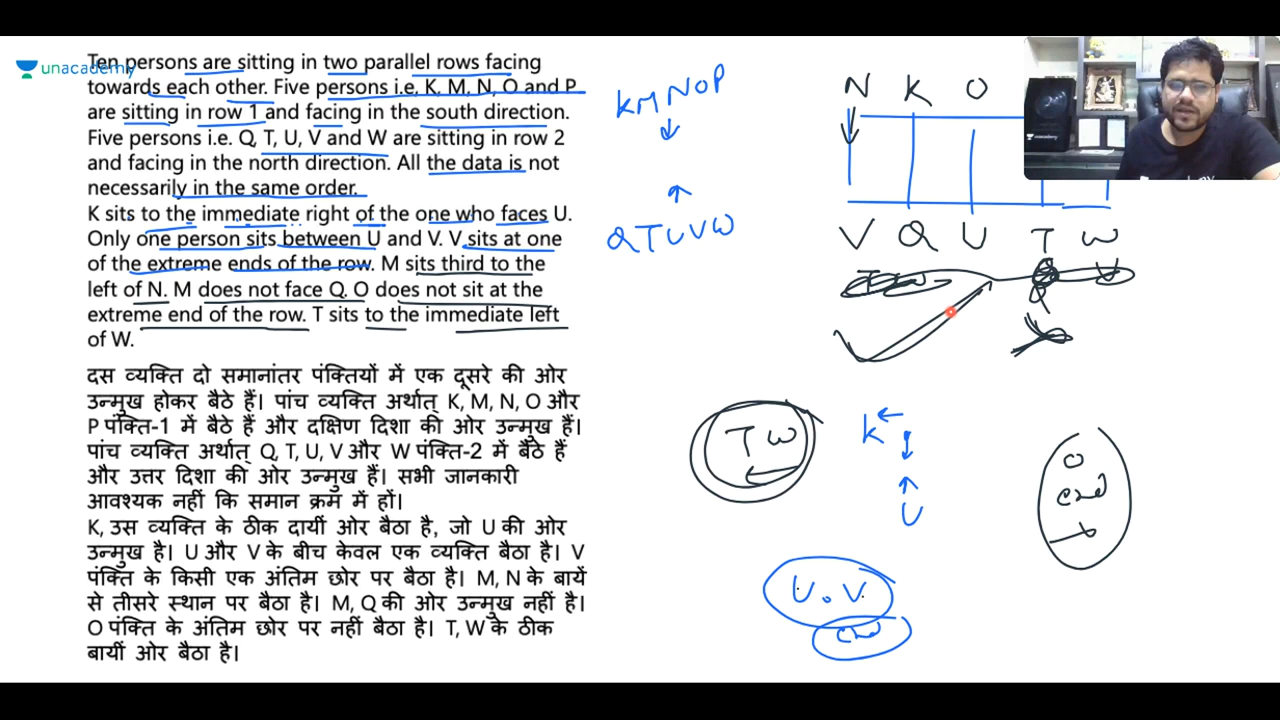 Ten persons are sitting in two parallel rows facing
unacademy
towards each other. Five persons i.e, K, M, N, O and P
are sitting in row 1 and facing in the south direction.
Five persons i.e. Q, T, U, V and W are sitting in row 2
and facing in the north direction. All the data is not
necessarily in the same order.
K sits to the immediate right of the one who faces U.
Only one person sits between U and V. V sits at one
of the extreme ends of the row. M sits third to the
left of N. M does not face Q. O does not sit at the
extreme end of the row. T sits to the immediate left
of W.
दस व्यक्ति दो समानांतर पंक्तियों में एक दूसरे की ओर
उन्मुख होकर बैठे हैं। पांच व्यक्ति अर्थात् K, M, N, O और
P पंक्ति-1 में बैठे हैं और दक्षिण दिशा की ओर उन्मुख हैं।
पांच व्यक्ति अर्थात् Q, T, U, V और W पंक्ति-2 में बैठे हैं
और उत्तर दिशा की ओर उन्मुख हैं। सभी जानकारी
आवश्यक नहीं कि समान क्रम में हों।
K, उस व्यक्ति के ठीक दायीं ओर बैठा है, जो U की ओर
उन्मुख है। U और V के बीच केवल एक व्यक्ति बैठा है। V
पंक्ति के किसी एक अंतिम छोर पर बैठा है। M, N के बायें
से तीसरे स्थान पर बैठा है। M, Q की ओर उन्मुख नहीं है।
O पंक्ति के अंतिम छोर पर नहीं बैठा है। T, W के ठीक
बायीं ओर बैठा है।
K M N O P
Q T U V W
N K O
V Q U T W
Q
T W
K
U
U . V.
end
O
end
unacademy